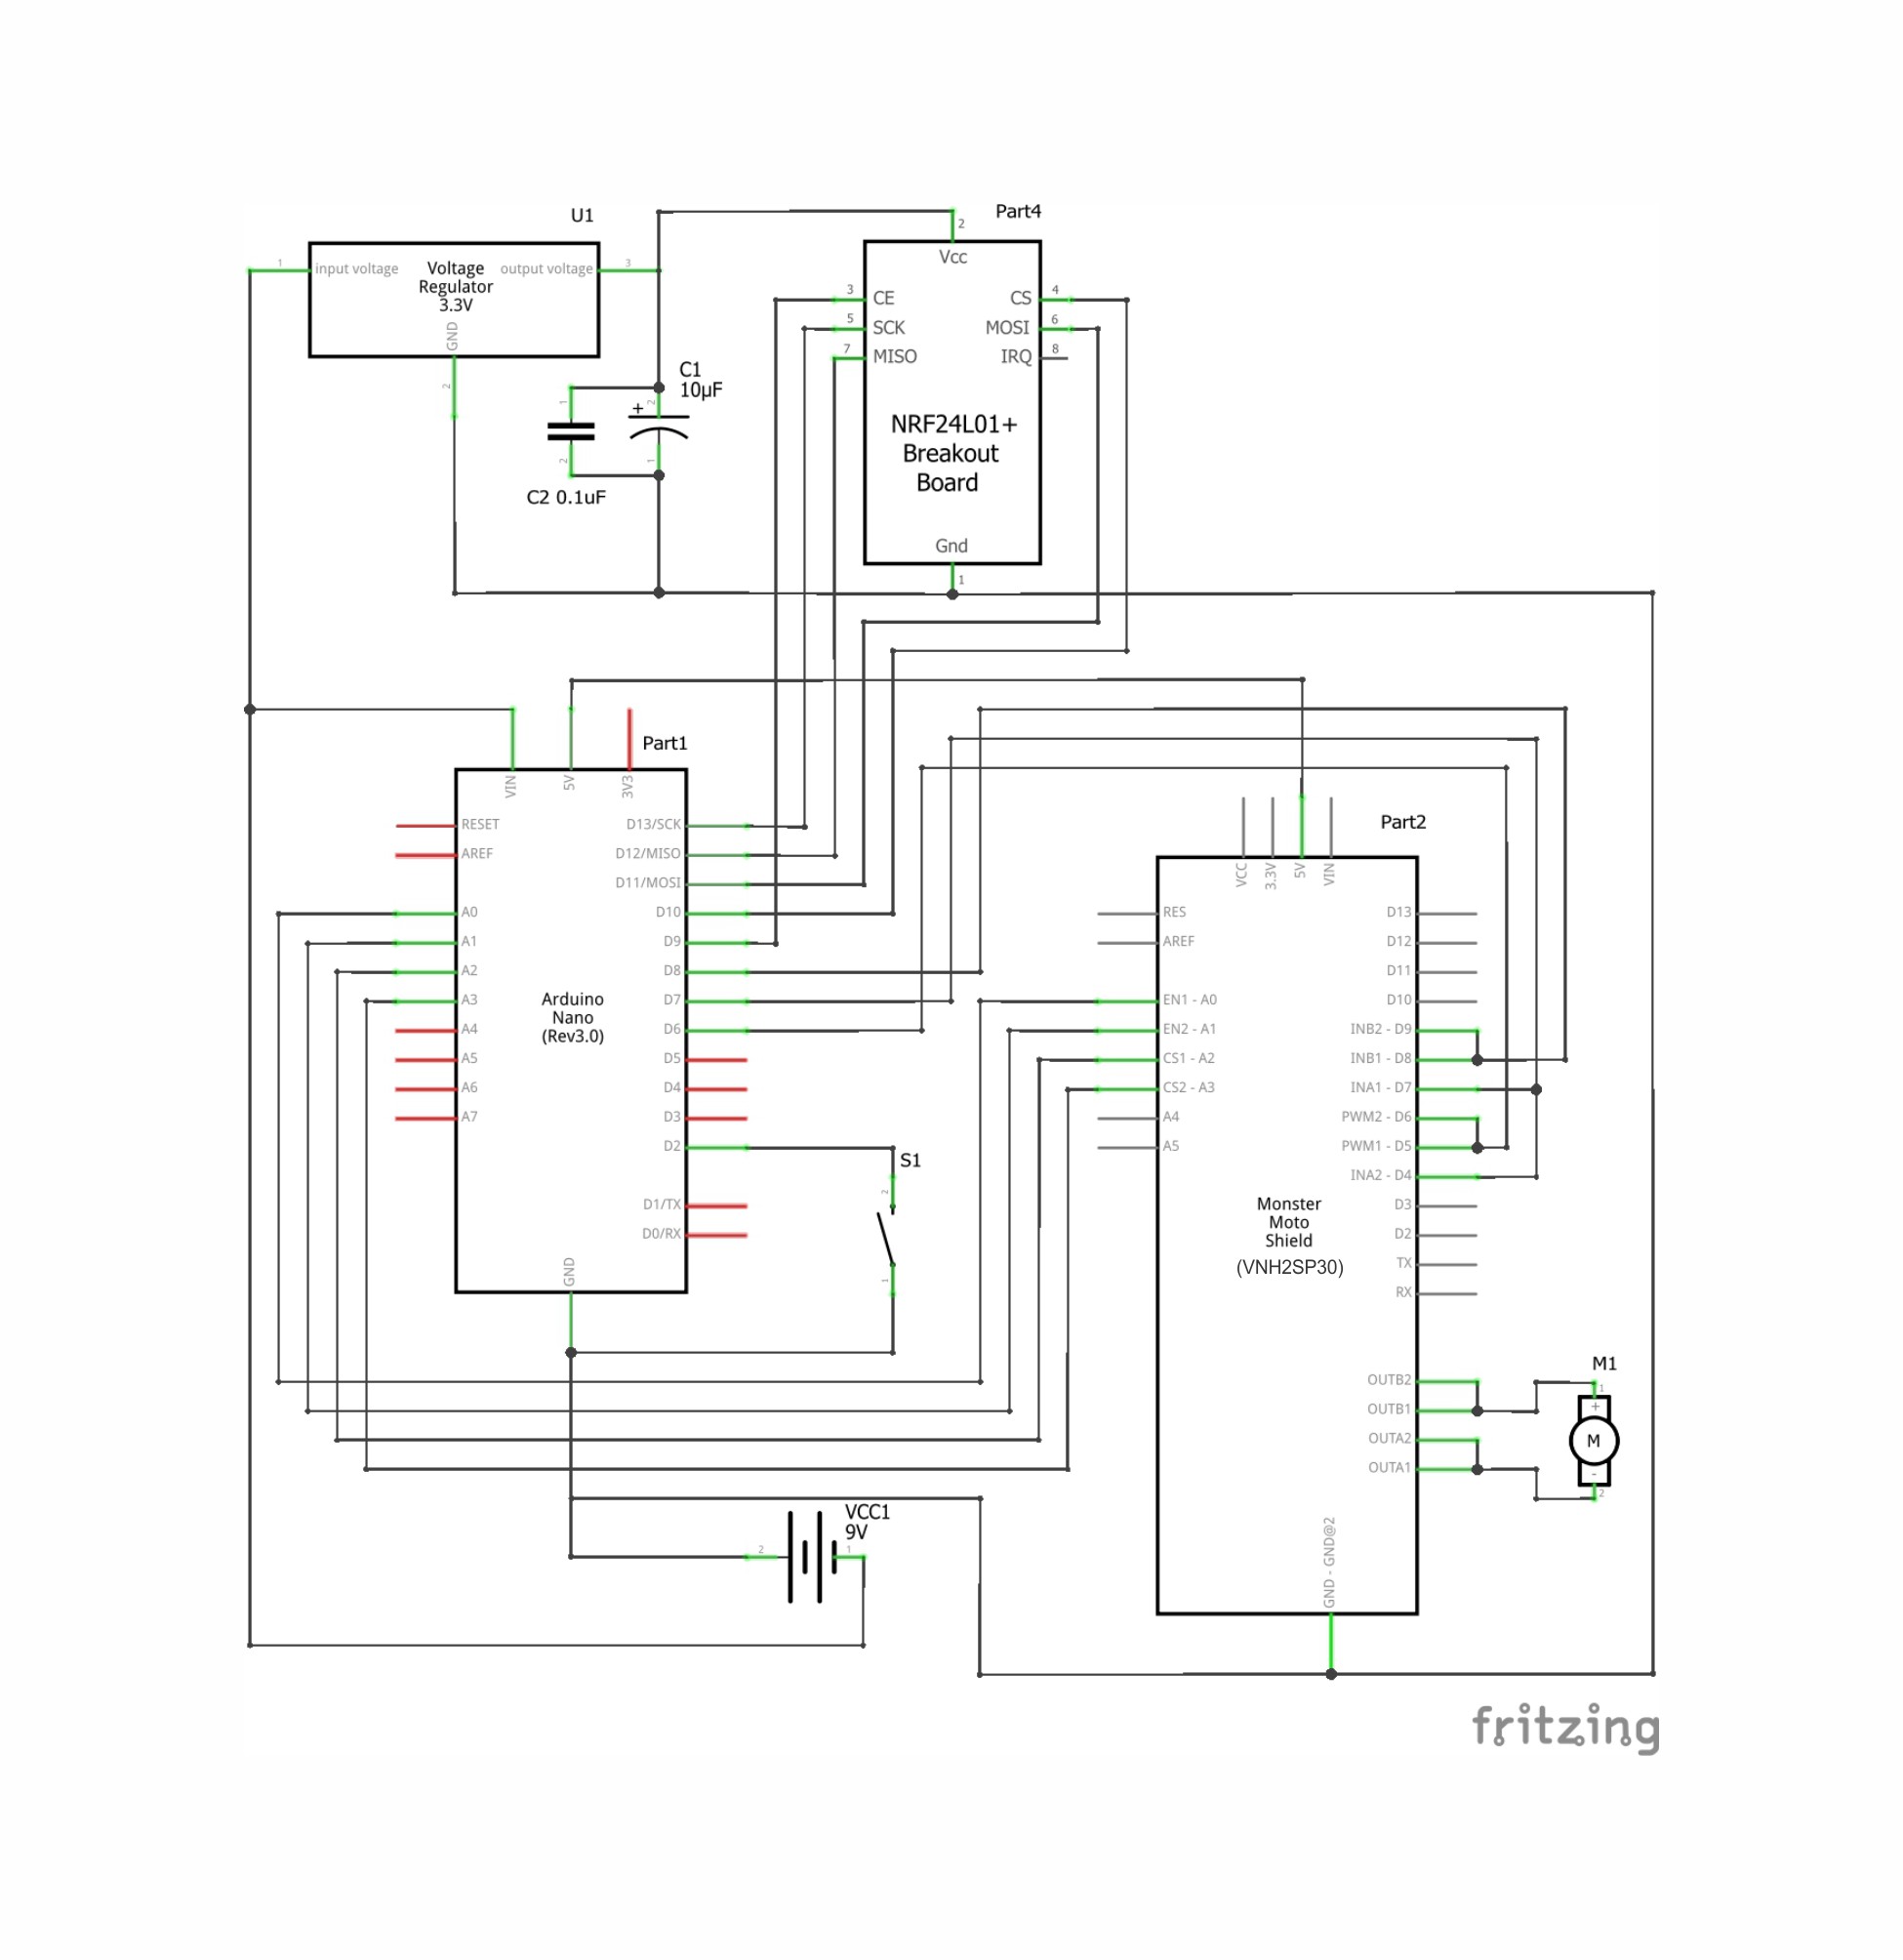 U1
Part4
1
input voltage
Voltage
Regulator
3.3V
output voltage
3
GND
2
2
Vcc
3
CE
CS
4
5
SCK
MOSI
6
7
MISO
IRQ
8
C1
10µF
1
+
2
2
1
C2 0.1uF
NRF24L01+
Breakout
Board
Gnd
1
Part1
VIN
5V
3V3
RESET
AREF
A0
A1
A2
A3
A4
A5
A6
A7
Arduino
Nano
(Rev3.0)
D13/SCK
D12/MISO
D11/MOSI
D10
D9
D8
D7
D6
D5
D4
D3
D2
D1/TX
D0/RX
GND
S1
2
1
Part2
VCC
3.3V
5V
VIN
RES
AREF
EN1 - A0
EN2 - A1
CS1 - A2
CS2 - A3
A4
A5
D13
D12
D11
D10
INB2 - D9
INB1 - D8
INA1 - D7
PWM2 - D6
PWM1 - D5
INA2 - D4
D3
D2
TX
RX
Monster
Moto
Shield
(VNH2SP30)
OUTB2
OUTB1
OUTA2
OUTA1
GND - GND@2
M1
1
+
M
-
2
VCC1
9V
2
1
fritzing